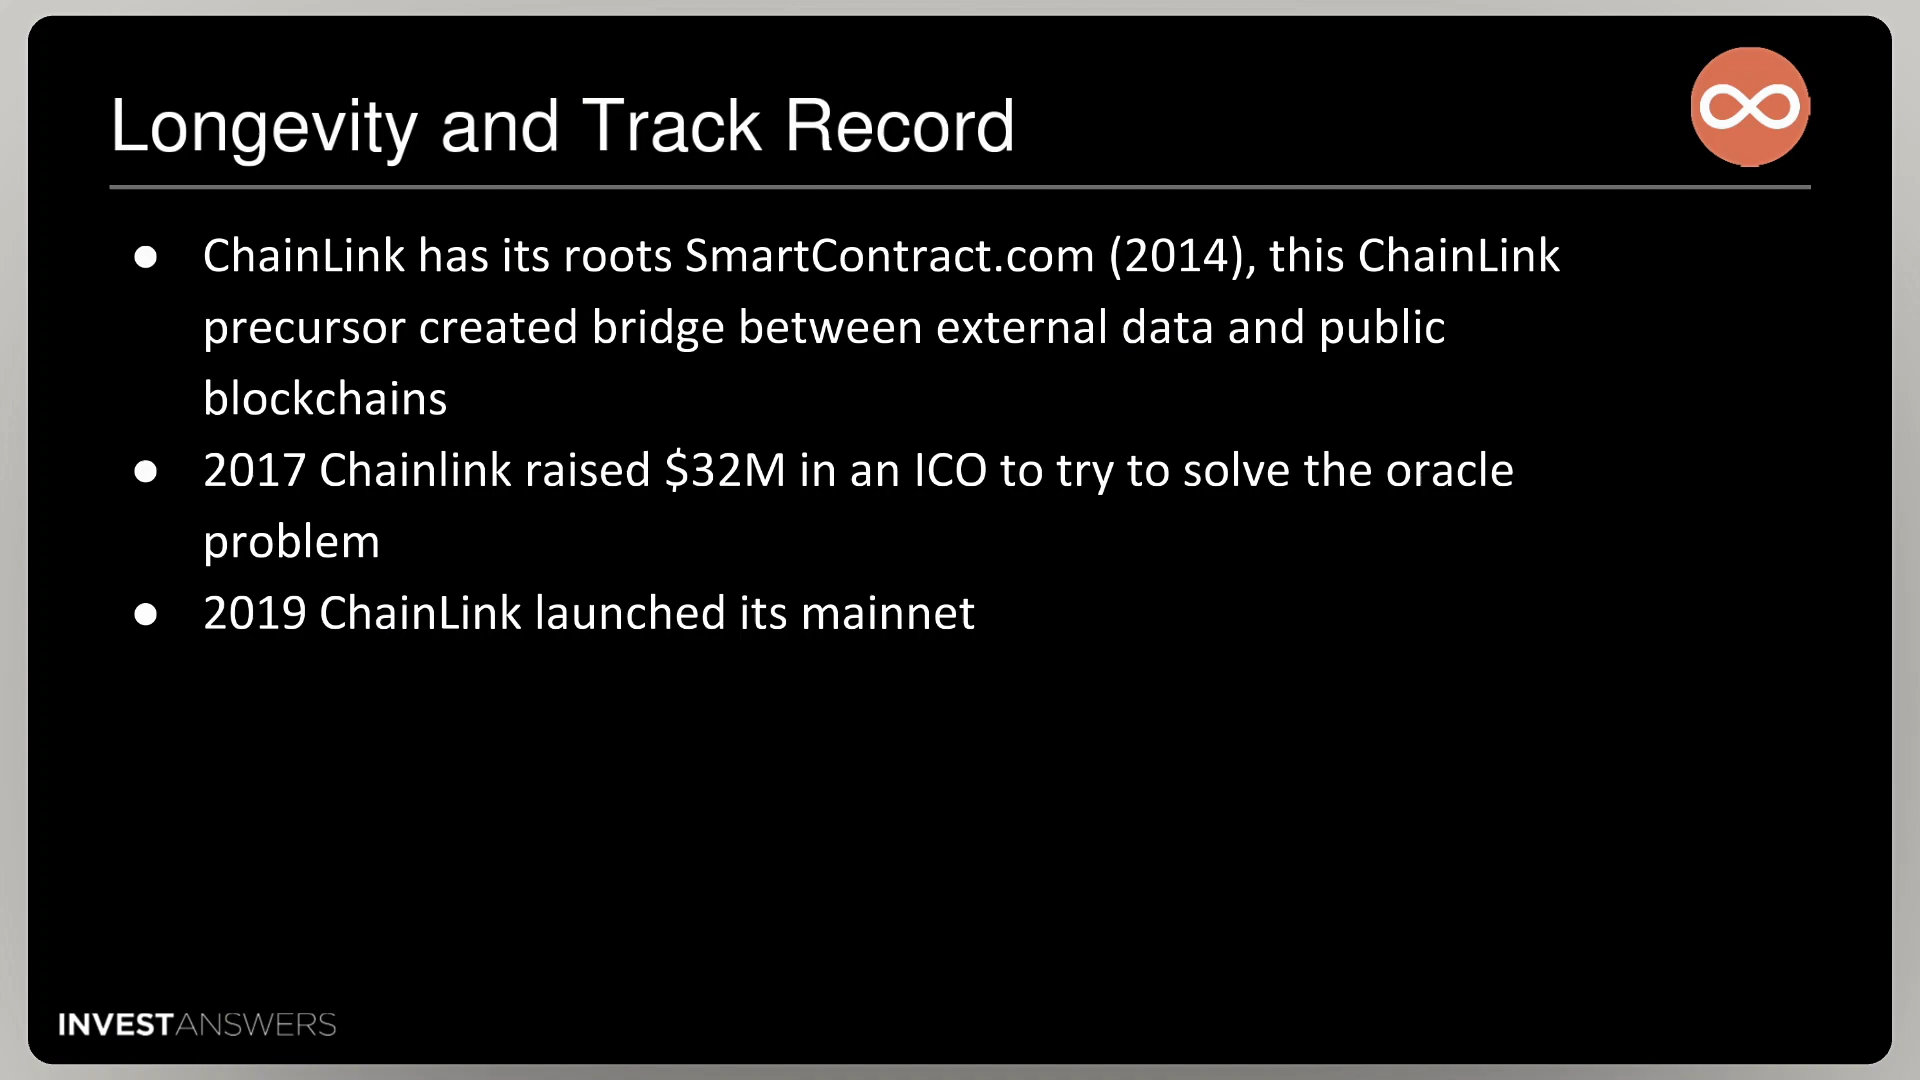 Longevity and Track Record
● ChainLink has its roots SmartContract.com (2014), this ChainLink
precursor created bridge between external data and public
blockchains
● 2017 Chainlink raised $32M in an ICO to try to solve the oracle
problem
● 2019 ChainLink launched its mainnet
INVESTANSWERS